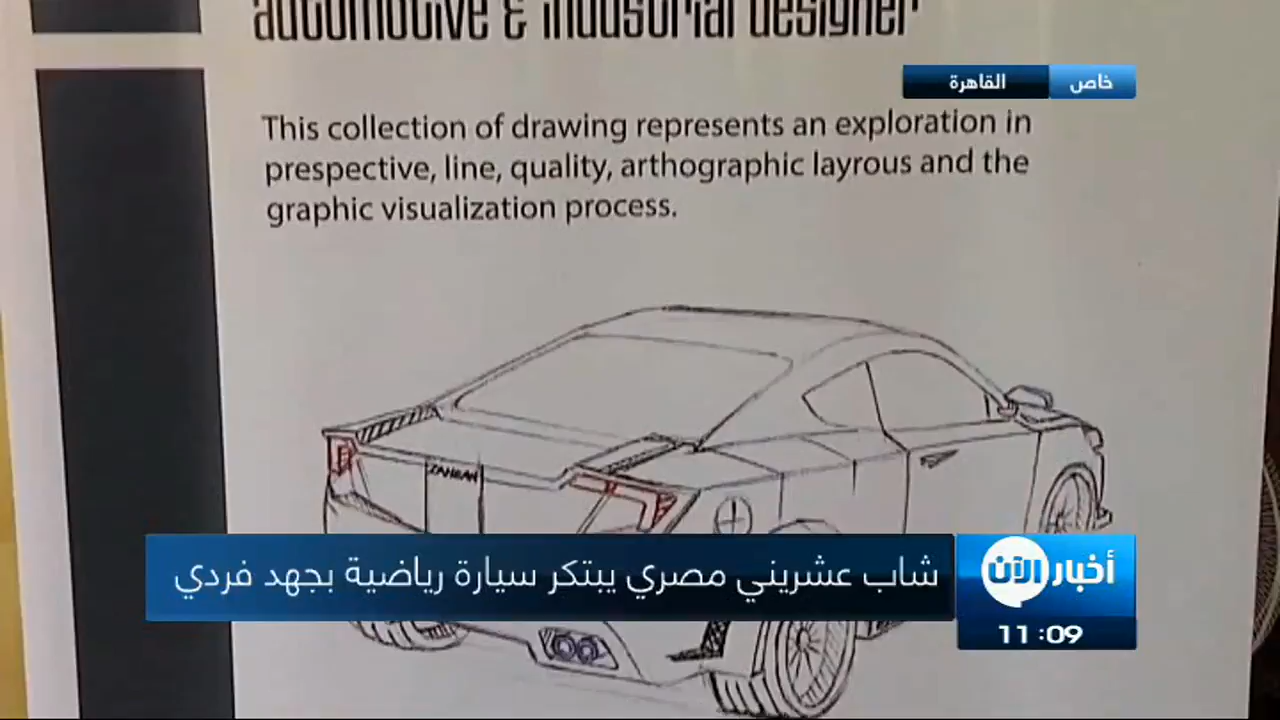 automotive & industrial designer
خاص القاهرة
This collection of drawing represents an exploration in
prespective, line, quality, arthographic layrous and the
graphic visualization process.
ZAHRAN
شاب عشريني مصري يبتكر سيارة رياضية بجهد فردي
أخبار الآن
11:09